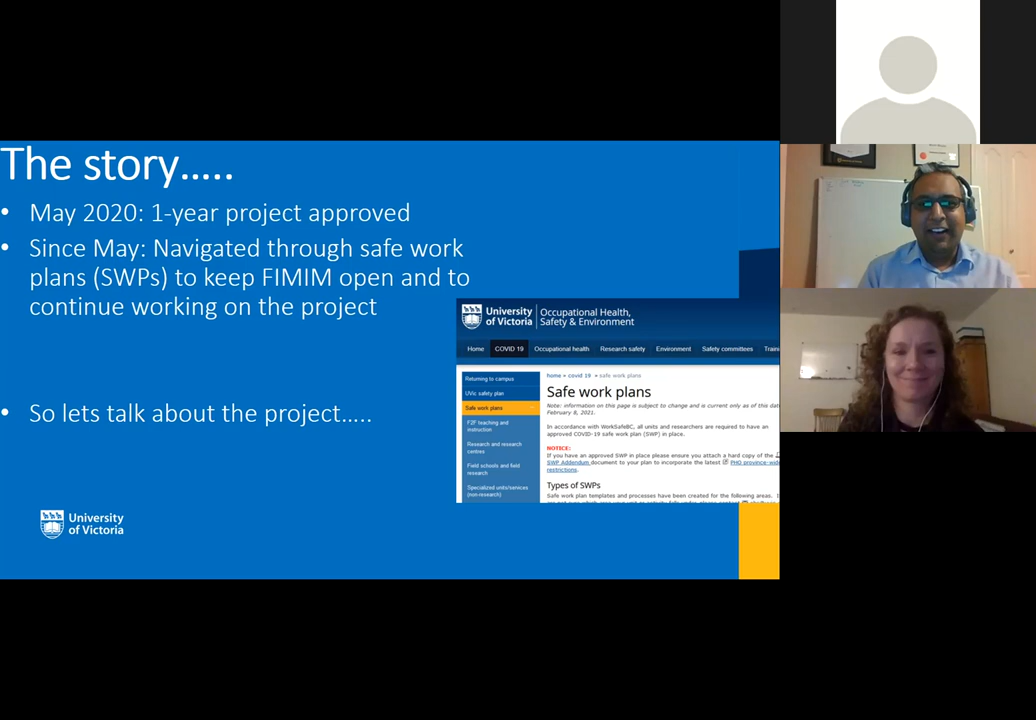 The story.....
• May 2020: 1-year project approved
• Since May: Navigated through safe work
plans (SWPs) to keep FIMIM open and to
continue working on the project
• So lets talk about the project.....
University
of Victoria
University
of Victoria
Occupational Health,
Safety & Environment
Home COVID 19 Occupational health Research safety Environment Safety committees
Returning to campus
UVic safety plan
Safe work plans
F2F teaching and
instruction
Research and research
centres
Field schools and field
research
Specialized units/services
(non-research)
home » covid 19 » safe work plans
Safe work plans
Note: information on this page is subject to change and is current only as of this
February 8, 2021.
In accordance with WorkSafeBC, all units and researchers are required to have an
approved COVID-19 safe work plan (SWP) in place.
NOTICE:
If you have an approved SWP in place please ensure you attach a hard copy of the
SWP Addendum document to your plan to incorporate the latest PHO
restrictions.
Types of SWPs
Safe work plan templates and processes have been created for the following areas.